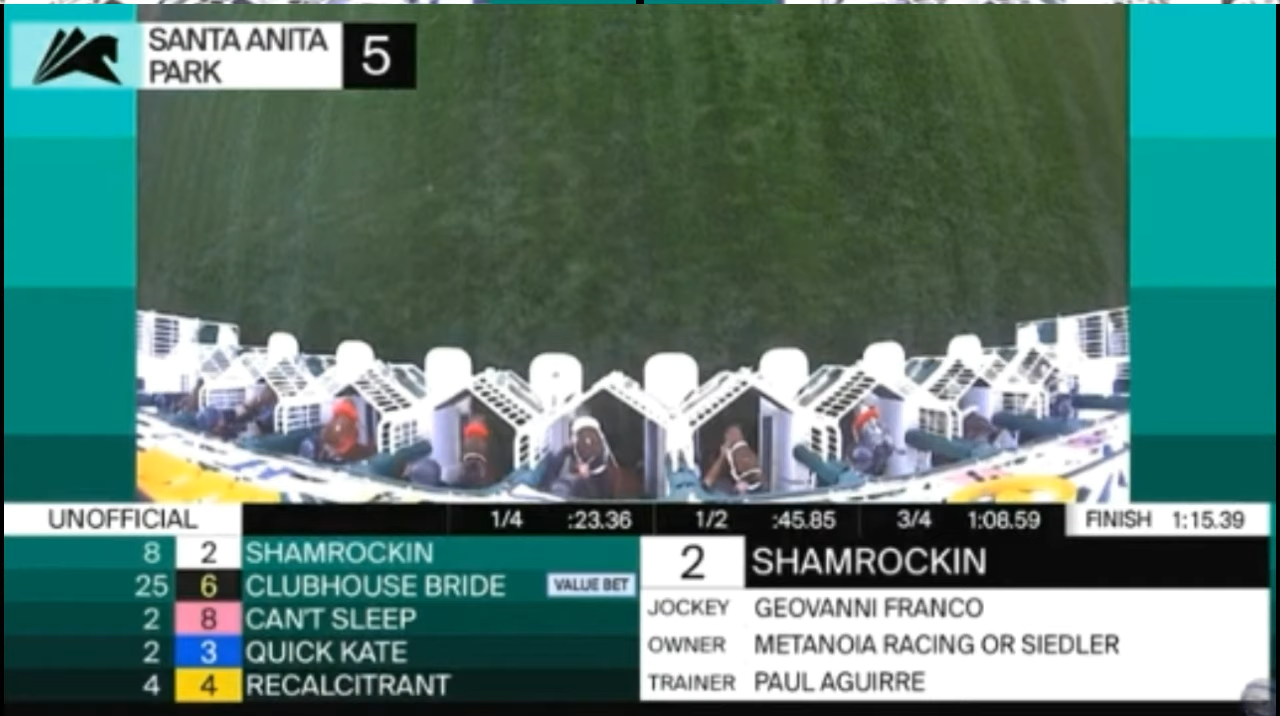 SANTA ANITA
PARK
5
UNOFFICIAL 1/4 :23.36 1/2 :45.85 3/4 1:08.59 FINISH 1:15.39
8 2 SHAMROCKIN
25 6 CLUBHOUSE BRIDE VALUE BET
2 8 CAN'T SLEEP
2 3 QUICK KATE
4 4 RECALCITRANT
2 SHAMROCKIN
JOCKEY GEOVANNI FRANCO
OWNER METANOIA RACING OR SIEDLER
TRAINER PAUL AGUIRRE